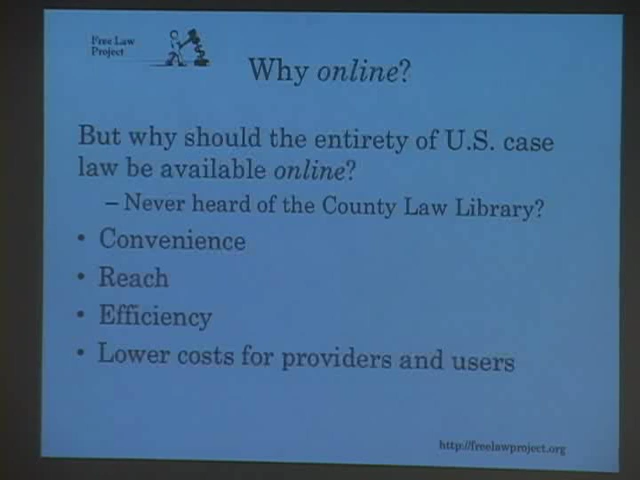 Free Law
Project
Why online?
But why should the entirety of U.S. case
law be available online?
– Never heard of the County Law Library?
• Convenience
• Reach
• Efficiency
• Lower costs for providers and users
http://freelawproject.org